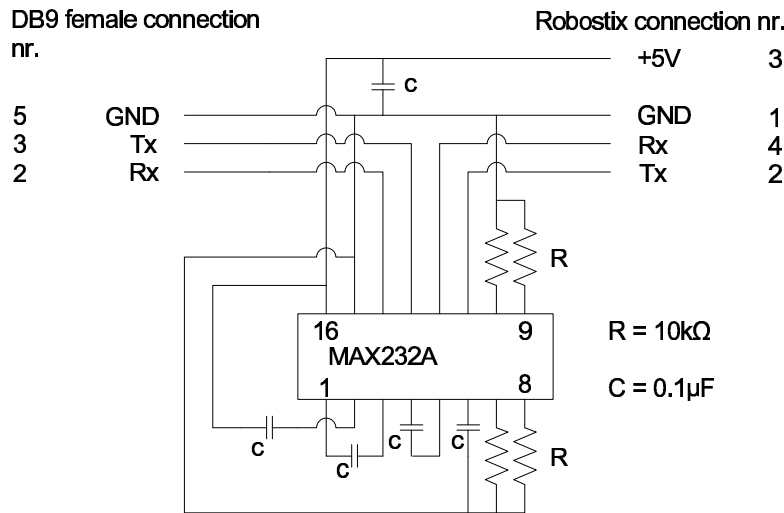 DB9 female connection
nr.
Robostix connection nr.
+5V 3
C
5 GND
GND 1
3 Tx
Rx 4
2 Rx
Tx 2
R
16 9
R = 10kΩ
MAX232A
1 8
C = 0.1µF
C
C
C
C
R